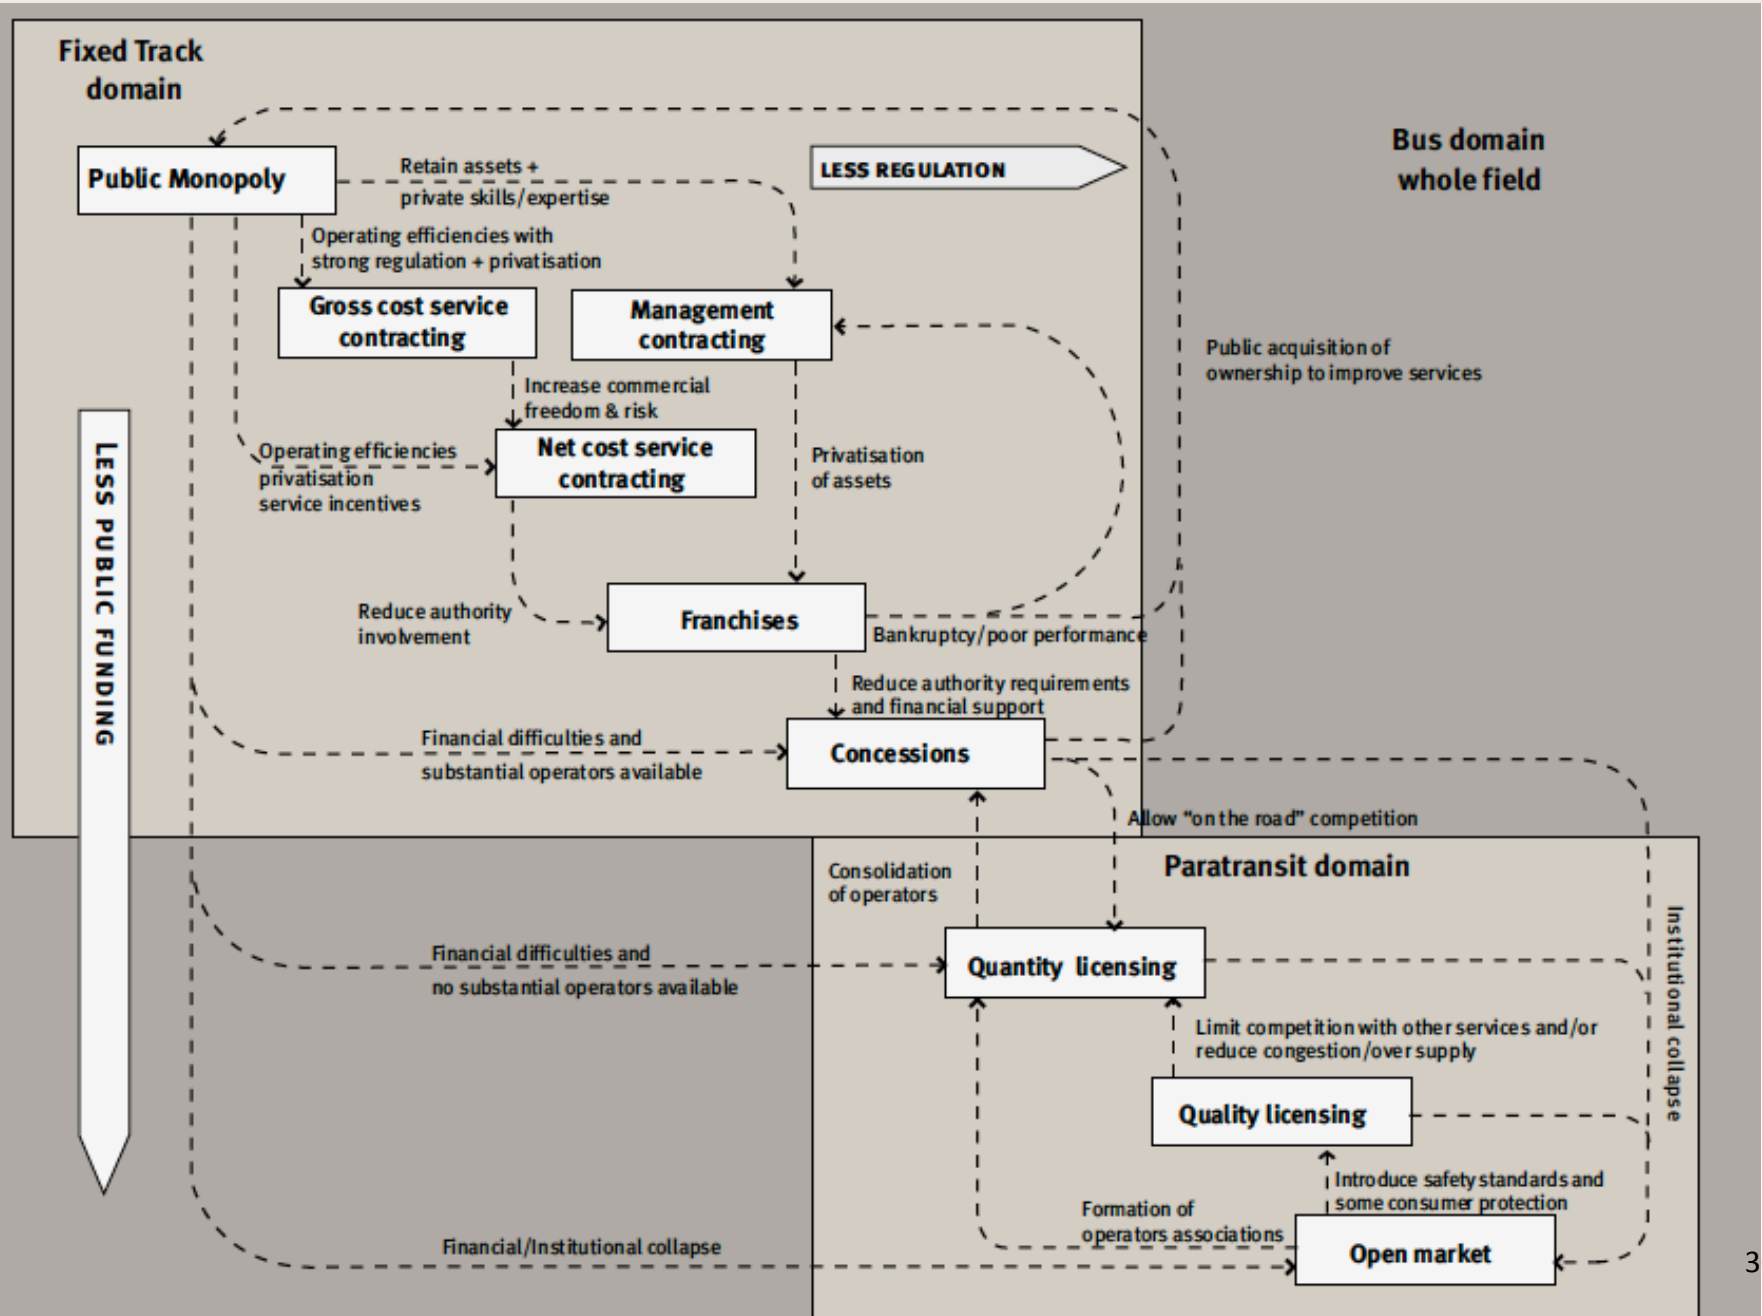 Fixed Track
domain
Bus domain
whole field
Public Monopoly
Retain assets +
private skills/expertise
LESS REGULATION
Operating efficiencies with
strong regulation + privatisation
Gross cost service
contracting
Management
contracting
Public acquisition of
ownership to improve services
Increase commercial
freedom & risk
LESS PUBLIC FUNDING
Operating efficiencies
privatisation
service incentives
Net cost service
contracting
Privatisation
of assets
Reduce authority
involvement
Franchises
Bankruptcy/poor performance
Reduce authority requirements
and financial support
Financial difficulties and
substantial operators available
Concessions
Allow "on the road" competition
Paratransit domain
Consolidation
of operators
Institutional collapse
Financial difficulties and
no substantial operators available
Quantity licensing
Limit competition with other services and/or
reduce congestion/over supply
Quality licensing
Introduce safety standards and
some consumer protection
Formation of
operators associations
Financial/Institutional collapse
Open market
3